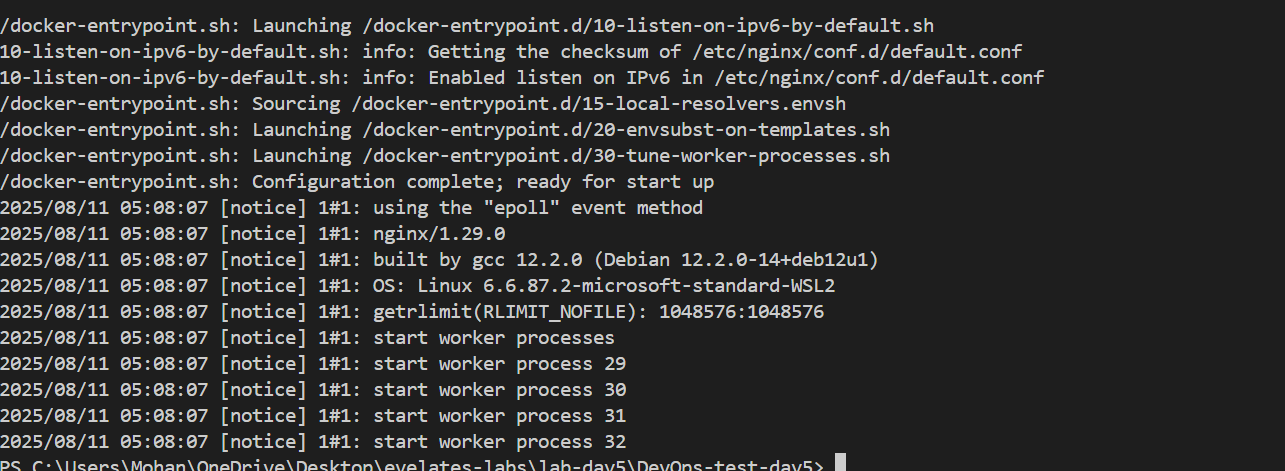 /docker-entrypoint.sh: Launching /docker-entrypoint.d/10-listen-on-ipv6-by-default.sh
10-listen-on-ipv6-by-default.sh: info: Getting the checksum of /etc/nginx/conf.d/default.conf
10-listen-on-ipv6-by-default.sh: info: Enabled listen on IPv6 in /etc/nginx/conf.d/default.conf
/docker-entrypoint.sh: Sourcing /docker-entrypoint.d/15-local-resolvers.envsh
/docker-entrypoint.sh: Launching /docker-entrypoint.d/20-envsubst-on-templates.sh
/docker-entrypoint.sh: Launching /docker-entrypoint.d/30-tune-worker-processes.sh
/docker-entrypoint.sh: Configuration complete; ready for start up
2025/08/11 05:08:07 [notice] 1#1: using the "epoll" event method
2025/08/11 05:08:07 [notice] 1#1: nginx/1.29.0
2025/08/11 05:08:07 [notice] 1#1: built by gcc 12.2.0 (Debian 12.2.0-14+deb12u1)
2025/08/11 05:08:07 [notice] 1#1: OS: Linux 6.6.87.2-microsoft-standard-WSL2
2025/08/11 05:08:07 [notice] 1#1: getrlimit(RLIMIT_NOFILE): 1048576:1048576
2025/08/11 05:08:07 [notice] 1#1: start worker processes
2025/08/11 05:08:07 [notice] 1#1: start worker process 29
2025/08/11 05:08:07 [notice] 1#1: start worker process 30
2025/08/11 05:08:07 [notice] 1#1: start worker process 31
2025/08/11 05:08:07 [notice] 1#1: start worker process 32
PS C:\Users\Mohan\OneDrive\Desktop\evelates-labs\lab-day5\DevOps-test-day5>